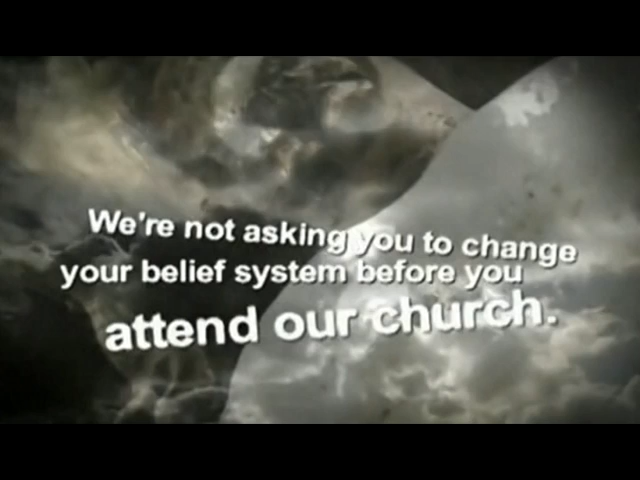 We're not asking you to change
your belief system before you
attend our church.